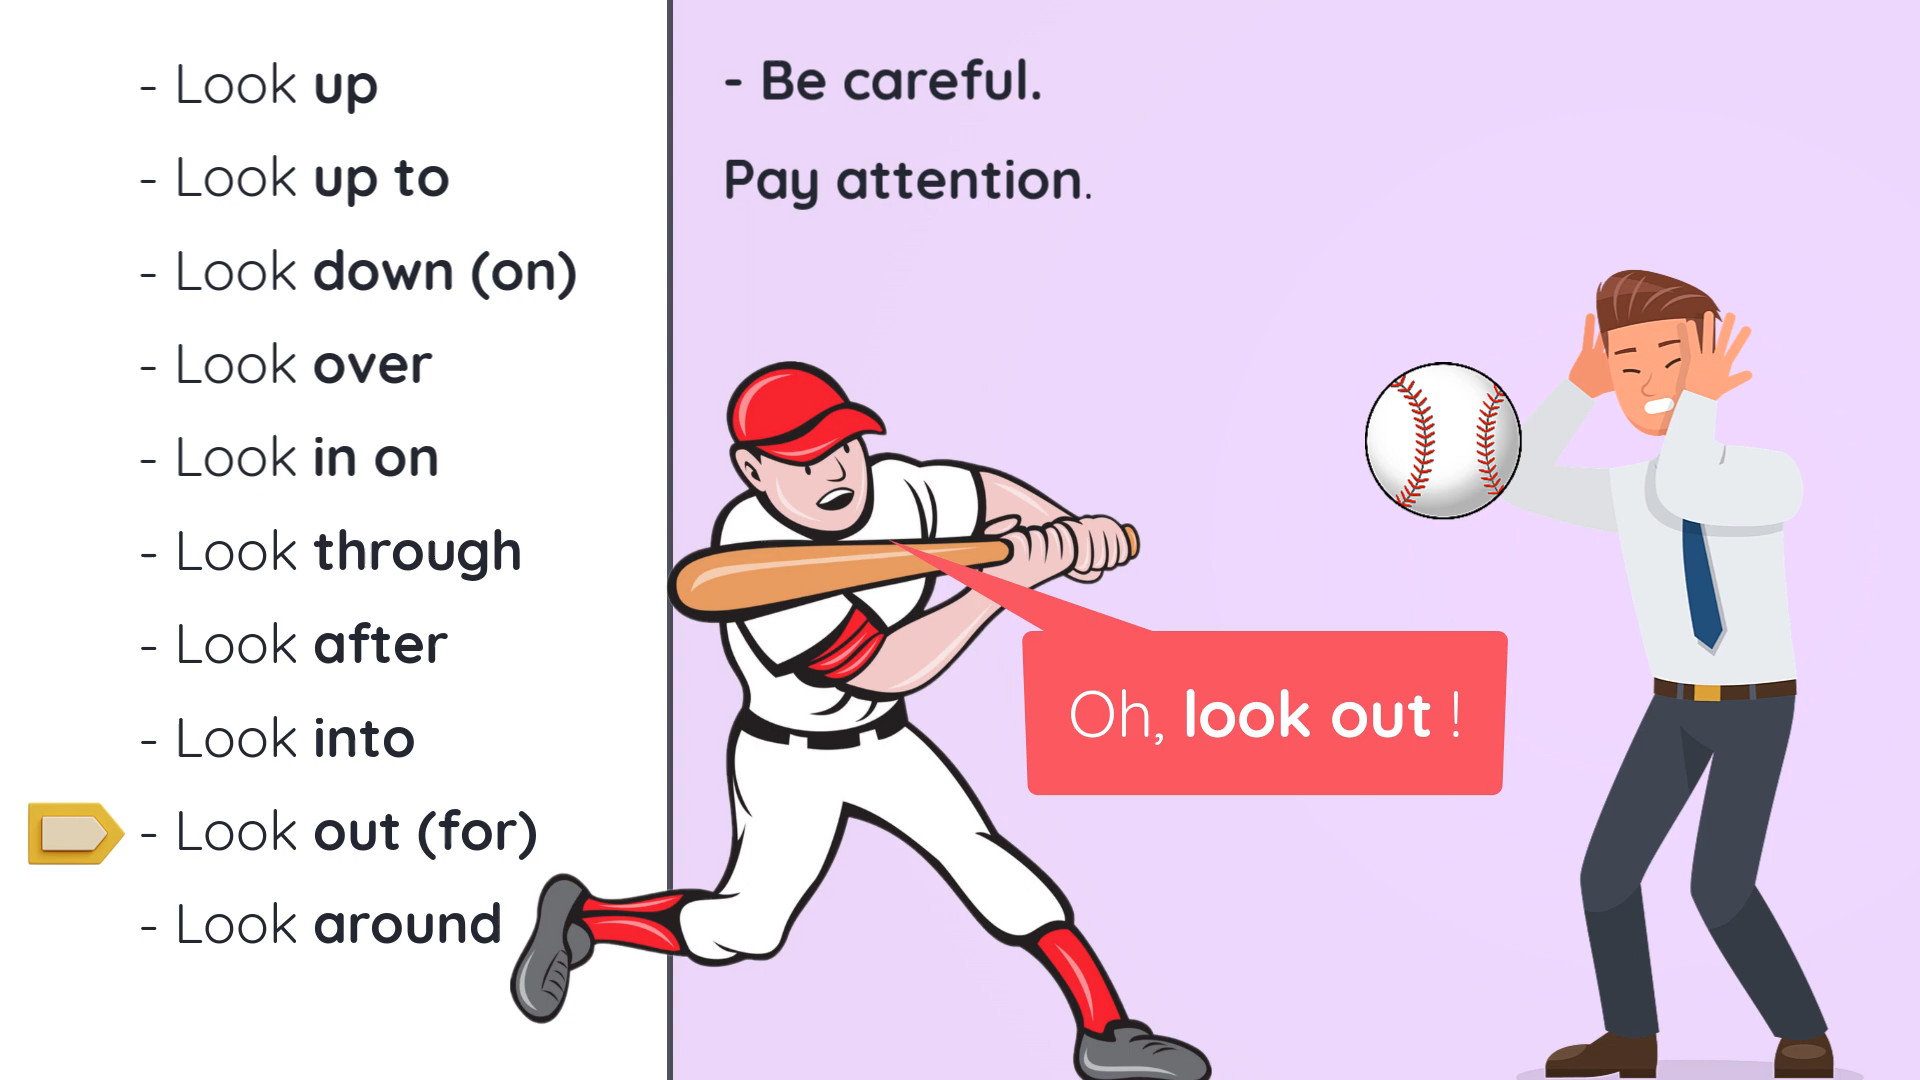 - Look up
- Look up to
- Look down (on)
- Look over
- Look in on
- Look through
- Look after
- Look into
- Look out (for)
- Look around
- Be careful.
Pay attention.
Oh, look out !